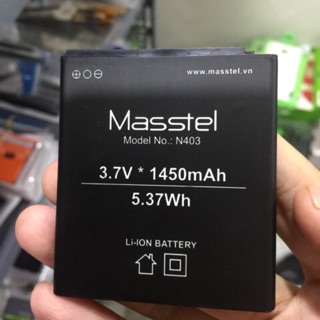 www.masstel.vn
Masstel
Model No.: N403
3.7V * 1450mAh
5.37Wh
Li-ION BATTERY